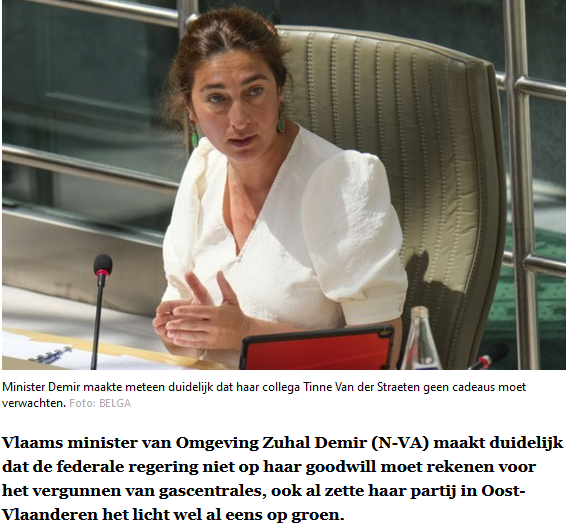 Minister Demir maakte meteen duidelijk dat haar collega Tinne Van der Straeten geen cadeaus moet
verwachten. Foto: BELGA
Vlaams minister van Omgeving Zuhal Demir (N-VA) maakt duidelijk
dat de federale regering niet op haar goodwill moet rekenen voor
het vergunnen van gascentrales, ook al zette haar partij in Oost-
Vlaanderen het licht wel al eens op groen.